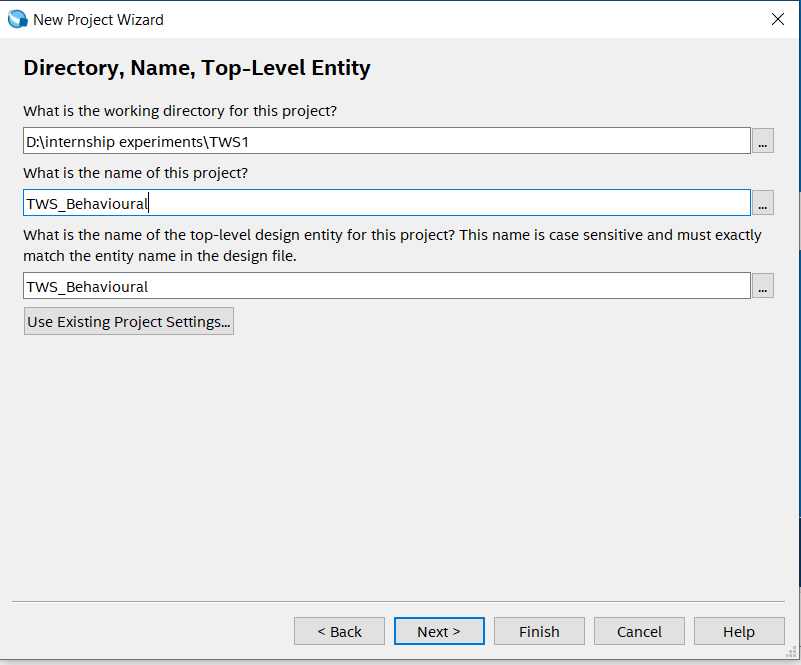 New Project Wizard
Directory, Name, Top-Level Entity
What is the working directory for this project?
D:\internship experiments\TWS1
...
What is the name of this project?
TWS_Behavioural
...
What is the name of the top-level design entity for this project? This name is case sensitive and must exactly
match the entity name in the design file.
TWS_Behavioural
...
Use Existing Project Settings...
< Back
Next >
Finish
Cancel
Help